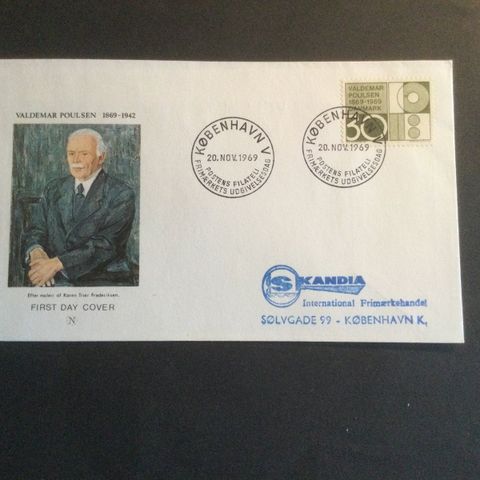 VALDEMAR POULSEN 1869-1942
Efter maleri af Karen Trier Frederiksen.
FIRST DAY COVER
N
KØBENHAVN V
20. NOV. 1969
POSTENS FILATELI
FRIMÆRKETS UDGIVELSESDAG
VALDEMAR
POULSEN
1869-1969
DANMARK
30
KØBENHAVN V
20. NOV. 1969
POSTENS FILATELI
FRIMÆRKETS UDGIVELSESDAG
SKANDIA
International Frimærkehandel
SØLVGADE 99 - KØBENHAVN K.